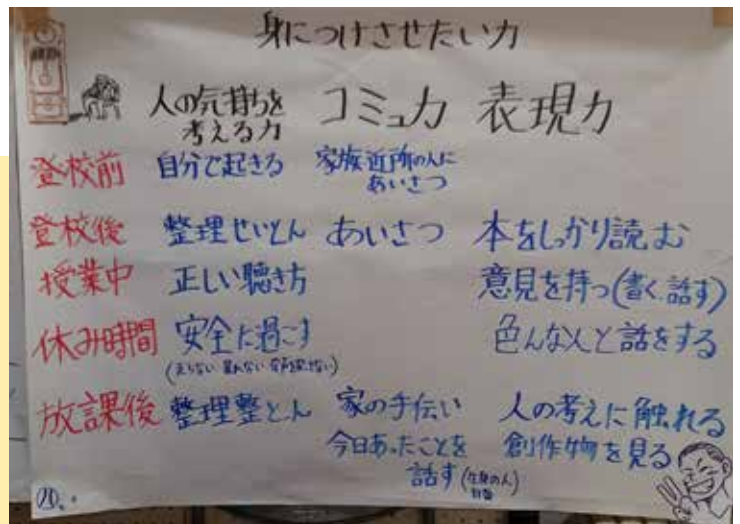 身につけさせたい力
人の気持ちを
考える力
コミュ力
表現力
登校前
自分で起きる
家族近所の人に
あいさつ
登校後
整理せいとん
あいさつ
本をしっかり読む
授業中
正しい聴き方
意見を持つ(書く、話す)
休み時間
安全に過ごす
色んな人と話をする
放課後
整理整とん
家の手伝い
今日あったことを
話す
人の考えに触れる
創作物を見る